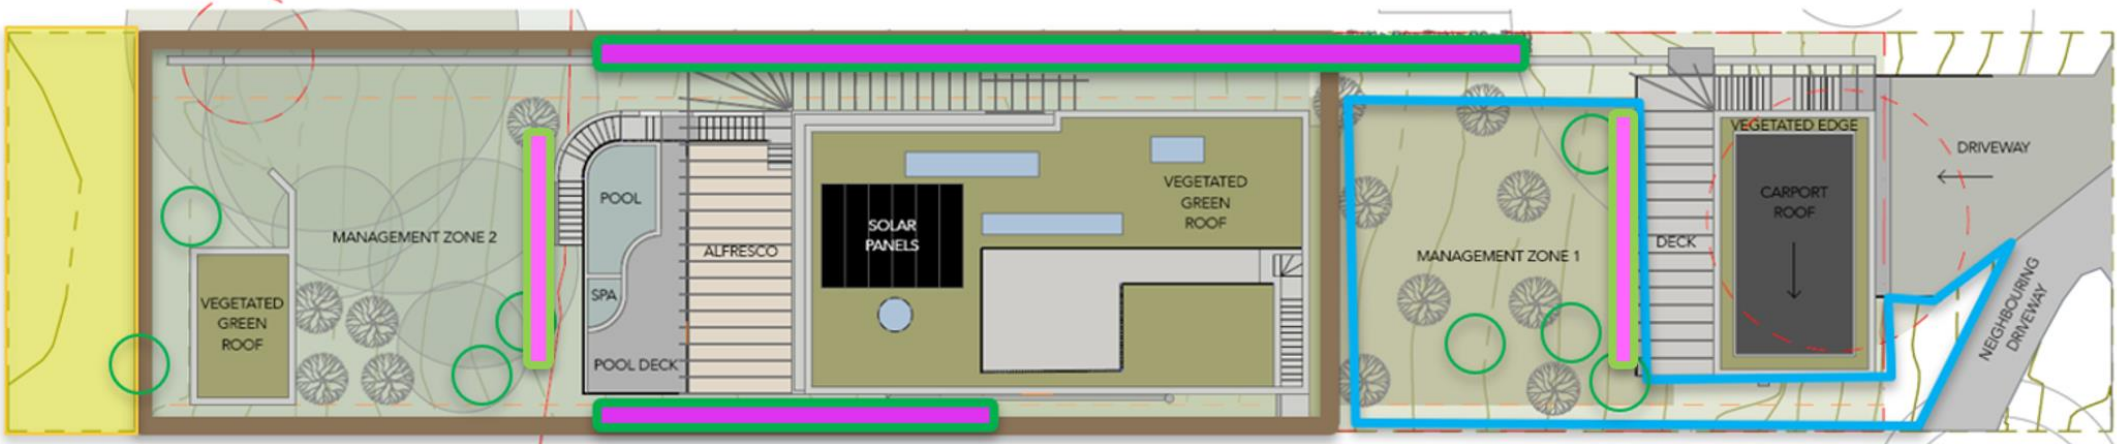 MANAGEMENT ZONE 2
VEGETATED
GREEN
ROOF
POOL
SPA
POOL DECK
ALFRESCO
SOLAR
PANELS
VEGETATED
GREEN
ROOF
MANAGEMENT ZONE 1
DECK
VEGETATED EDGE
CARPORT
ROOF
DRIVEWAY
NEIGHBOURING
DRIVEWAY